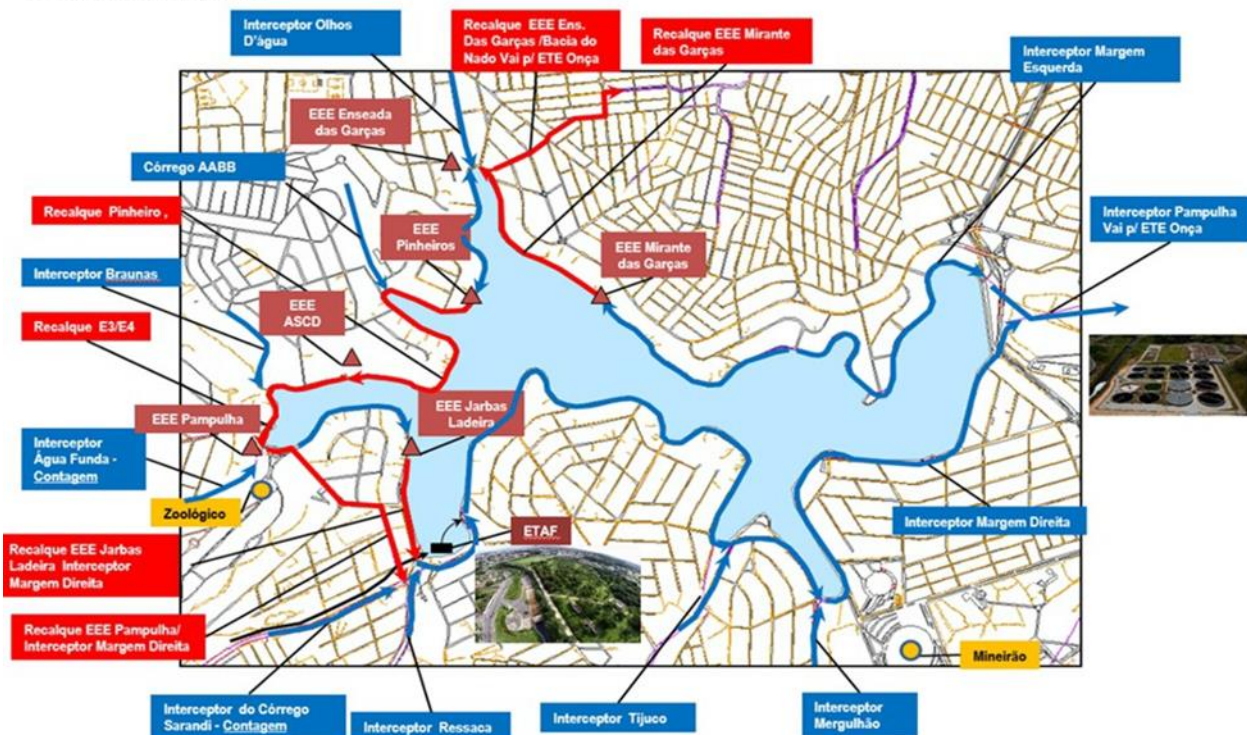 Interceptor Olhos
D'água
Recalque EEE Ens.
Das Garças /Bacia do
Nado Vai p/ ETE Onça
Recalque EEE Mirante
das Garças
Interceptor Margem
Esquerda
EEE Enseada
das Garças
Córrego AABB
Recalque Pinheiro ,
EEE
Pinheiros
EEE Mirante
das Garças
Interceptor Pampulha
Vai p/ ETE Onça
Interceptor Braunas
EEE
ASCD
Recalque E3/E4
EEE Pampulha
EEE Jarbas
Ladeira
Interceptor
Água Funda -
Contagem
Zoológico
ETAF
Interceptor Margem Direita
Recalque EEE Jarbas
Ladeira Interceptor
Margem Direita
Recalque EEE Pampulha/
Interceptor Margem Direita
Mineirão
Interceptor do Córrego
Sarandi - Contagem
Interceptor Ressaca
Interceptor Tijuco
Interceptor
Mergulhão